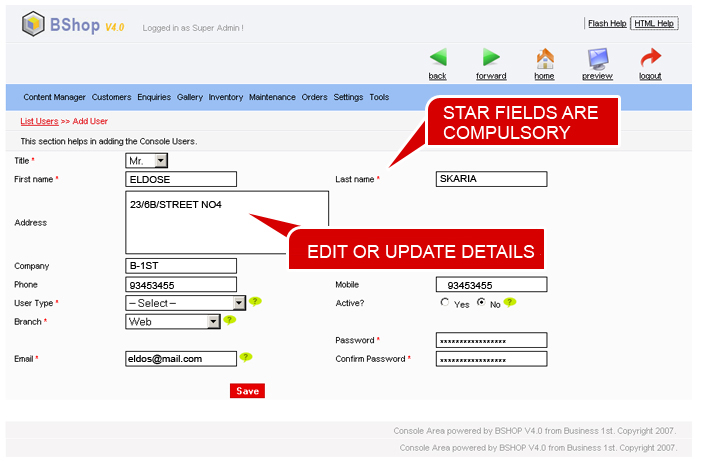 BShop V4.0 Logged in as Super Admin ! Flash Help HTML Help
back forward home preview logout
Content Manager Customers Enquiries Gallery Inventory Maintenance Orders Settings Tools
STAR FIELDS ARE
COMPULSORY
List Users >> Add User
This section helps in adding the Console Users.
Title * Mr.
First name * ELDOSE Last name * SKARIA
23/6B/STREET NO4
Address
EDIT OR UPDATE DETAILS
Company B-1ST
Phone 93453455 Mobile 93453455
User Type * --Select-- ? Active? Yes No ?
Branch * Web ?
Password * *****************
Email * eldos@mail.com ? Confirm Password * *****************
Save
Console Area powered by BSHOP V4.0 from Business 1st. Copyright 2007.
Console Area powered by BSHOP V4.0 from Business 1st. Copyright 2007.